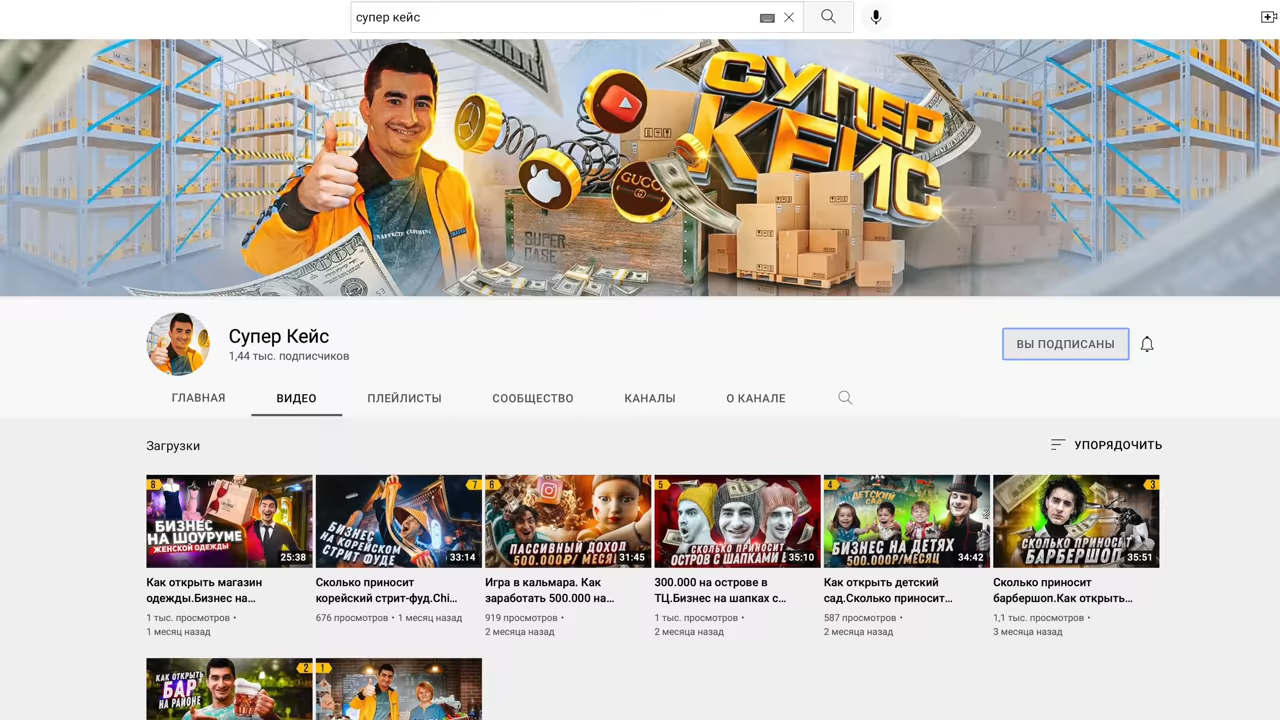 супер кейс
СУПЕР
КЕЙС
GUCCI
SUPER
CASE
Супер Кейс
1,44 тыс. подписчиков
ВЫ ПОДПИСАНЫ
ГЛАВНАЯ
ВИДЕО
ПЛЕЙЛИСТЫ
СООБЩЕСТВО
КАНАЛЫ
О КАНАЛЕ
Загрузки
УПОРЯДОЧИТЬ
8
БИЗНЕС
НА ШОУРУМЕ
ЖЕНСКОЙ ОДЕЖДЫ
25:38
7
БИЗНЕС
НА КОРЕЙСКОМ
СТРИТ ФУДЕ
33:14
6
ПАССИВНЫЙ ДОХОД
500.000₽/ МЕСЯЦ
31:45
5
СКОЛЬКО ПРИНОСИТ
ОСТРОВ С ШАПКАМИ В
35:10
4
ДЕТСКИЙ
БИЗНЕС НА ДЕТЯХ
500.000₽/МЕСЯЦ
34:42
3
СКОЛЬКО ПРИНОСИТ
БАРБЕРШОП
35:51
Как открыть магазин
одежды.Бизнес на...
1 тыс. просмотров •
1 месяц назад
Сколько приносит
корейский стрит-фуд.Chi...
676 просмотров • 1 месяц назад
Игра в кальмара. Как
заработать 500.000 на...
919 просмотров •
2 месяца назад
300.000 на острове в
ТЦ.Бизнес на шапках с...
1 тыс. просмотров •
2 месяца назад
Как открыть детский
сад.Сколько приносит...
587 просмотров •
2 месяца назад
Сколько приносит
барбершоп.Как открыть...
1,1 тыс. просмотров •
3 месяца назад
2
КАК ОТКРЫТЬ
БАР
НА РАЙОНЕ
1